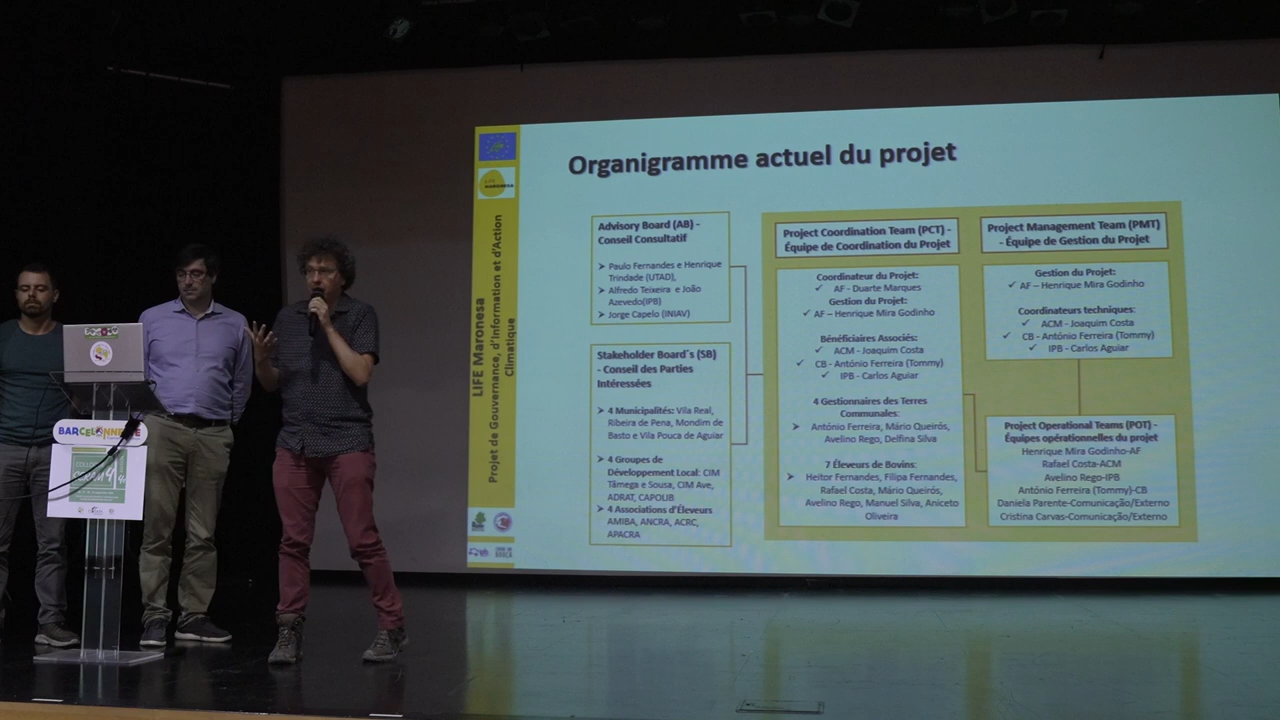 Organigramme actuel du projet
LIFE Maronesa
Projet de Gouvernance, d'Information et d'Action
Climatique
MARONESA
Advisory Board (AB) -
Conseil Consultatif
➤ Paulo Fernandes e Henrique
Trindade (UTAD),
➤ Alfredo Teixeira e João
Azevedo(IPB)
➤ Jorge Capelo (INIAV)
Stakeholder Board´s (SB)
- Conseil des Parties
Intéressées
➤ 4 Municipalités: Vila Real,
Ribeira de Pena, Mondim de
Basto e Vila Pouca de Aguiar
➤ 4 Groupes de
Développement Local: CIM
Tâmega e Sousa, CIM Ave,
ADRAT, CAPOLIB
➤ 4 Associations d'Éleveurs
AMIBA, ANCRA, ACRC,
APACRA
Project Coordination Team (PCT) -
Équipe de Coordination du Projet
Coordinateur du Projet:
✓ AF - Duarte Marques
Gestion du Projet:
✓ AF – Henrique Mira Godinho
Bénéficiaires Associés:
✓ ACM - Joaquim Costa
✓ CB - António Ferreira (Tommy)
✓ IPB - Carlos Aguiar
4 Gestionnaires des Terres
Communales:
➤ António Ferreira, Mário Queirós,
Avelino Rego, Delfina Silva
7 Éleveurs de Bovins:
➤ Heitor Fernandes, Filipa Fernandes,
Rafael Costa, Mário Queirós,
Avelino Rego, Manuel Silva, Aniceto
Oliveira
Project Management Team (PMT) -
Équipe de Gestion du Projet
Gestion du Projet:
✓ AF – Henrique Mira Godinho
Coordinateurs techniques:
✓ ACM - Joaquim Costa
✓ CB - António Ferreira (Tommy)
✓ IPB - Carlos Aguiar
Project Operational Teams (POT) -
Équipes opérationnelles du projet
Henrique Mira Godinho-AF
Rafael Costa-ACM
Avelino Rego-IPB
António Ferreira (Tommy)-CB
Daniela Parente-Comunicação/Externo
Cristina Carvas-Comunicação/Externo
BARCELONNETTE